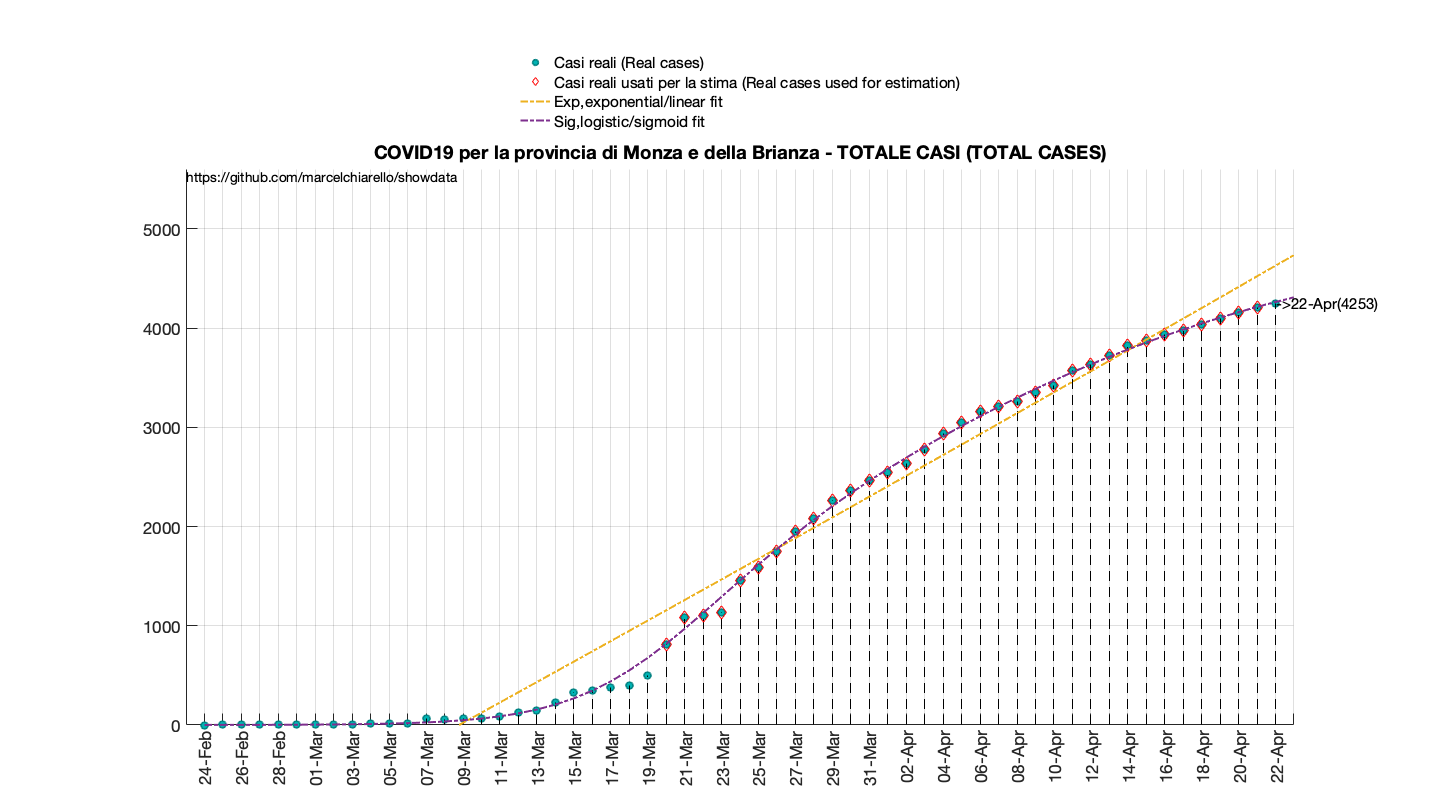 Casi reali (Real cases)
Casi reali usati per la stima (Real cases used for estimation)
Exp,exponential/linear fit
Sig,logistic/sigmoid fit
COVID19 per la provincia di Monza e della Brianza - TOTALE CASI (TOTAL CASES)
https://github.com/marcelchiarello/showdata
5000
4000
3000
2000
1000
0
>22-Apr(4253)
24-Feb
26-Feb
28-Feb
01-Mar
03-Mar
05-Mar
07-Mar
09-Mar
11-Mar
13-Mar
15-Mar
17-Mar
19-Mar
21-Mar
23-Mar
25-Mar
27-Mar
29-Mar
31-Mar
02-Apr
04-Apr
06-Apr
08-Apr
10-Apr
12-Apr
14-Apr
16-Apr
18-Apr
20-Apr
22-Apr